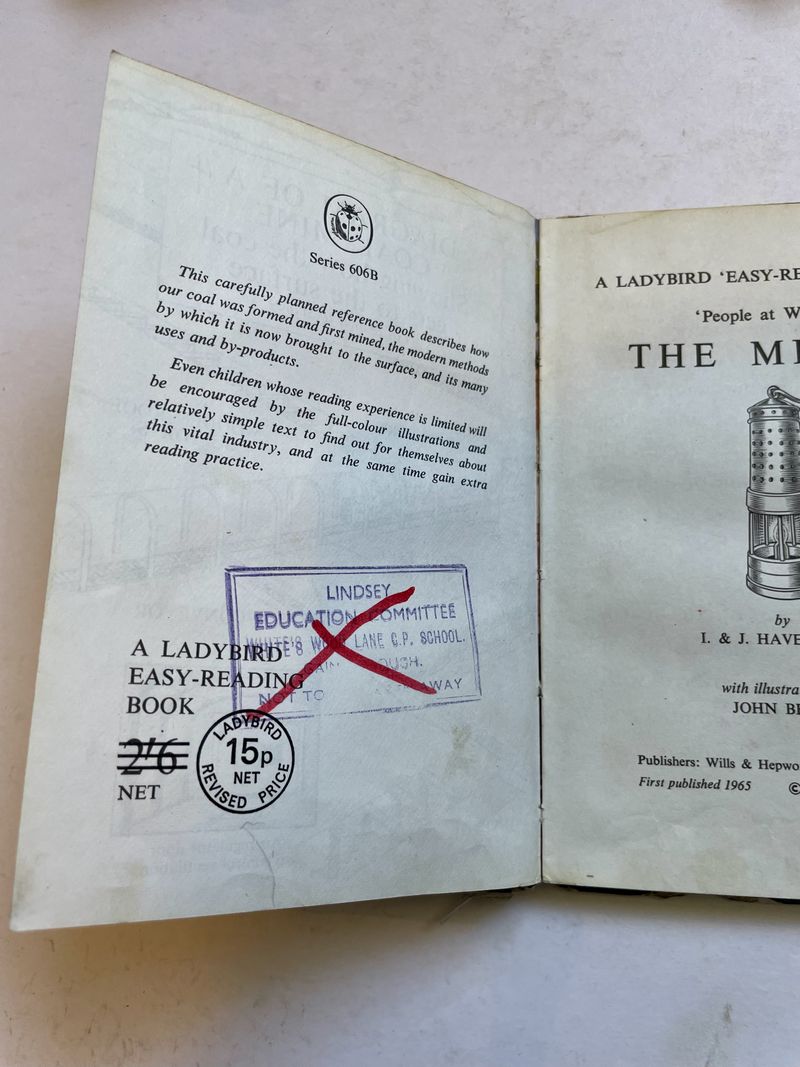 Series 606B
This carefully planned reference book describes how
our coal was formed and first mined, the modern methods
by which it is now brought to the surface, and its many
uses and by-products.
Even children whose reading experience is limited will
be encouraged by the full-colour illustrations and
relatively simple text to find out for themselves about
this vital industry, and at the same time gain extra
reading practice.
LINDSEY
EDUCATION COMMITTEE
WHITE'S WOOD LANE C.P. SCHOOL.
NOT TO
A LADYBIRD
EASY-READING
BOOK
2'6
NET
LADYBIRD
15p
NET
REVISED PRICE
A LADYBIRD 'EASY-RE
'People at W
THE MI
by
I. & J. HAVE
with illustra
JOHN BE
Publishers: Wills & Hepwo
First published 1965 ©